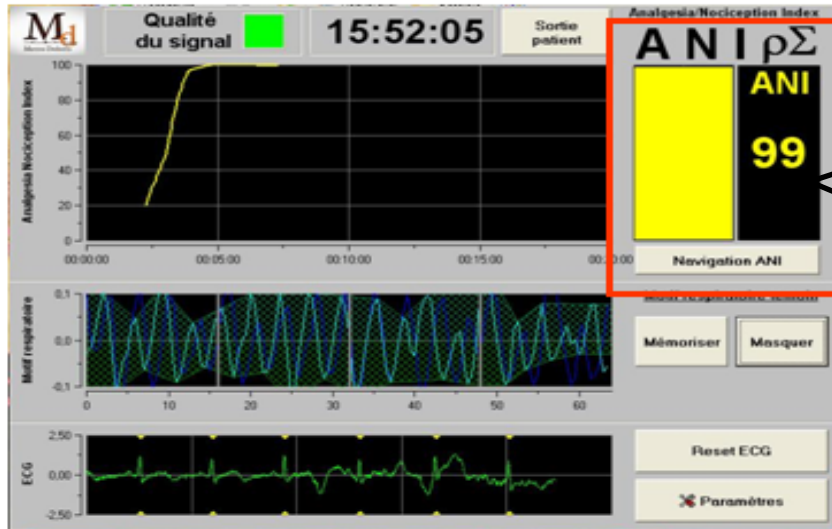 Md
Qualité
du signal
15:52:05
Sortie
patient
Analgesia/Nociception Index
A N I ρΣ
ANI
99
Navigation ANI
Analgesia Nociception Index
100
80
60
40
20
0
00:00:00 00:05:00 00:10:00 00:15:00
Motif respiratoire
0,1
0,0
-0,1
0 10 20 30 40 50 60
Mémoriser
Masquer
ECG
2.50
0.00
-2.50
Reset ECG
Paramètres
<